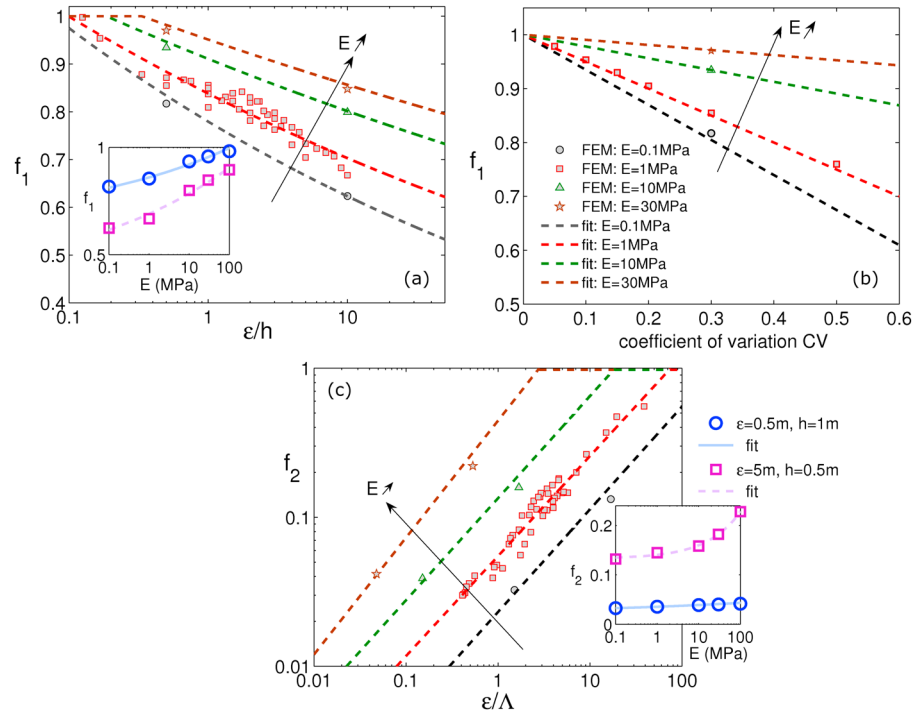 1
0.9
0.8
0.7
0.6
0.5
0.4
f1
0.1
1
10
ε/h
(a)
E
1
f1
0.5
0.1
1
10
100
E (MPa)
1
0.9
0.8
0.7
0.6
0.5
f1
0
0.1
0.2
0.3
0.4
0.5
0.6
coefficient of variation CV
(b)
E
FEM: E=0.1MPa
FEM: E=1MPa
FEM: E=10MPa
FEM: E=30MPa
fit: E=0.1MPa
fit: E=1MPa
fit: E=10MPa
fit: E=30MPa
(c)
1
0.1
0.01
f2
0.01
0.1
1
10
100
ε/Λ
E
ε=0.5m, h=1m
fit
ε=5m, h=0.5m
fit
0.2
0.1
0
f2
0.1
1
10
100
E (MPa)